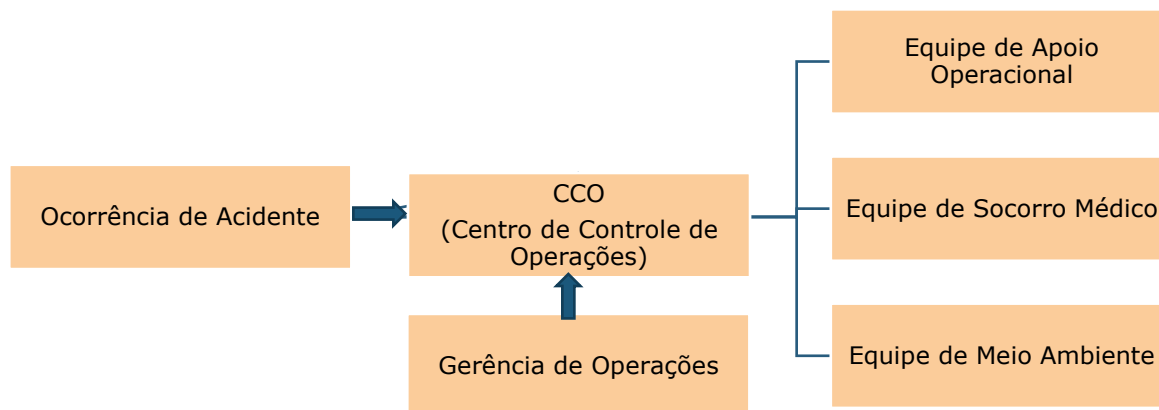 Ocorrência de Acidente
CCO
(Centro de Controle de
Operações)
Gerência de Operações
Equipe de Apoio
Operacional
Equipe de Socorro Médico
Equipe de Meio Ambiente